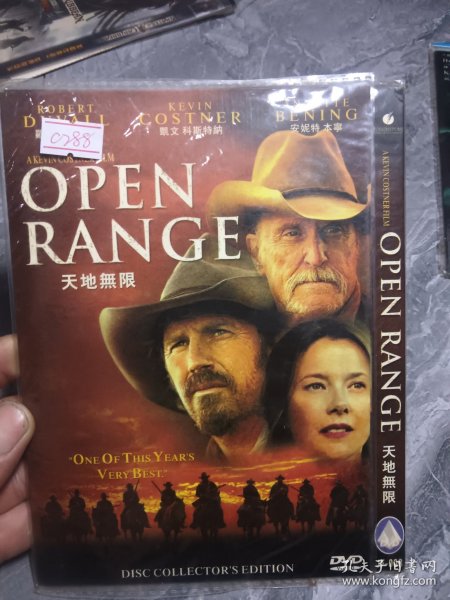 ROBERT
KEVIN
COSTNER
BENING
凱文 科斯特納
安妮特 本寧
C288
A KEVIN COSTNER FILM
OPEN
RANGE
天地無限
"ONE OF THIS YEAR'S
VERY BEST."
DISC COLLECTOR'S EDITION
DVD
A KEVIN COSTNER FILM
OPEN RANGE
天地無限
孔夫子旧书网
www.kongfz.com